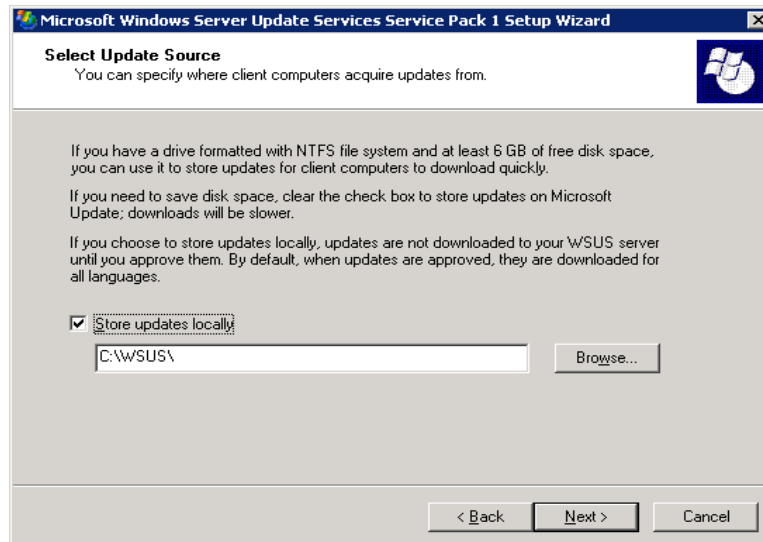 Microsoft Windows Server Update Services Service Pack 1 Setup Wizard
Select Update Source
You can specify where client computers acquire updates from.
If you have a drive formatted with NTFS file system and at least 6 GB of free disk space,
you can use it to store updates for client computers to download quickly.
If you need to save disk space, clear the check box to store updates on Microsoft
Update; downloads will be slower.
If you choose to store updates locally, updates are not downloaded to your WSUS server
until you approve them. By default, when updates are approved, they are downloaded for
all languages.
Store updates locally
C:\WSUS\
Browse...
< Back
Next >
Cancel